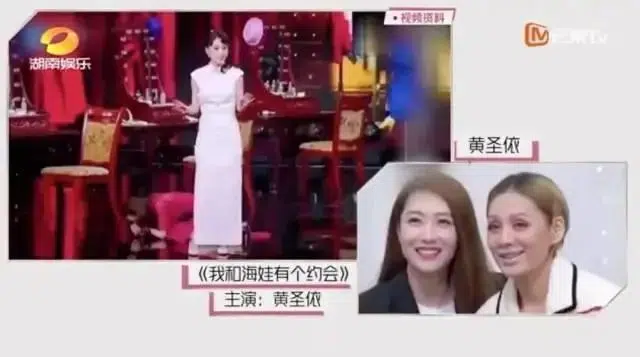 湖南娱乐
视频资料
芒果TV
黄圣依
《我和海娃有个约会》
主演：黄圣依